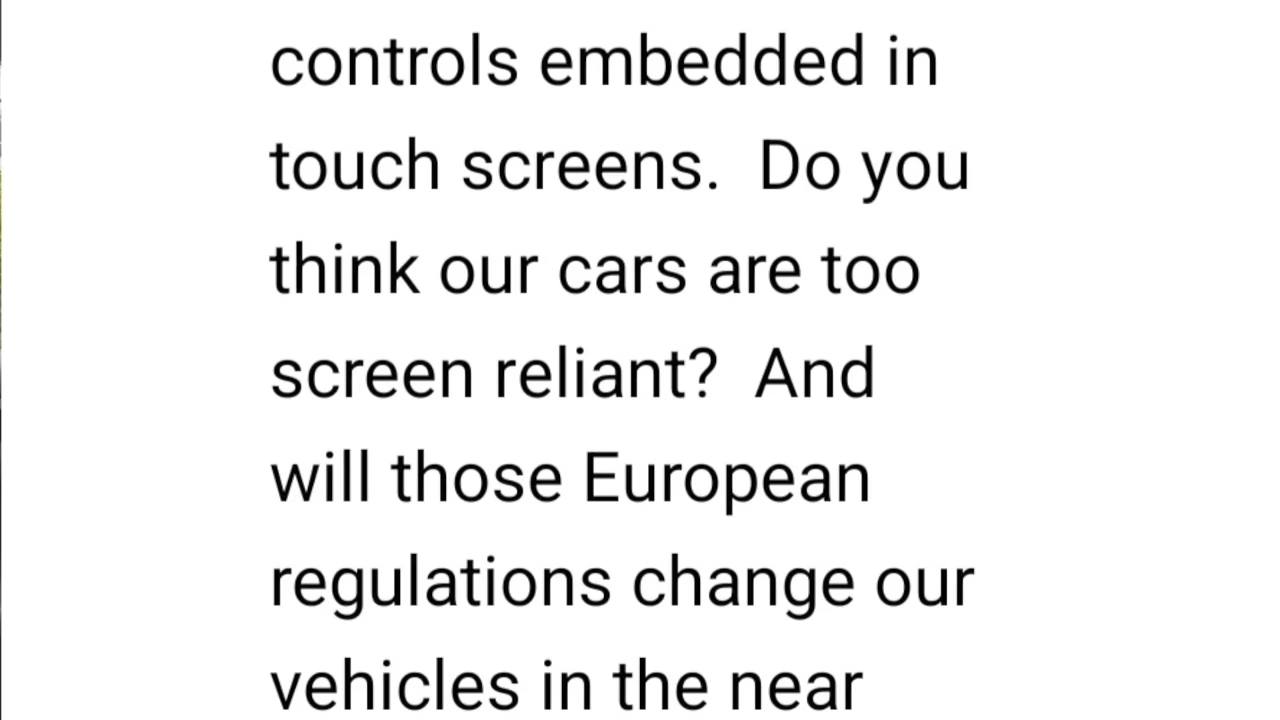 controls embedded in
touch screens.  Do you
think our cars are too
screen reliant?  And
will those European
regulations change our
vehicles in the near